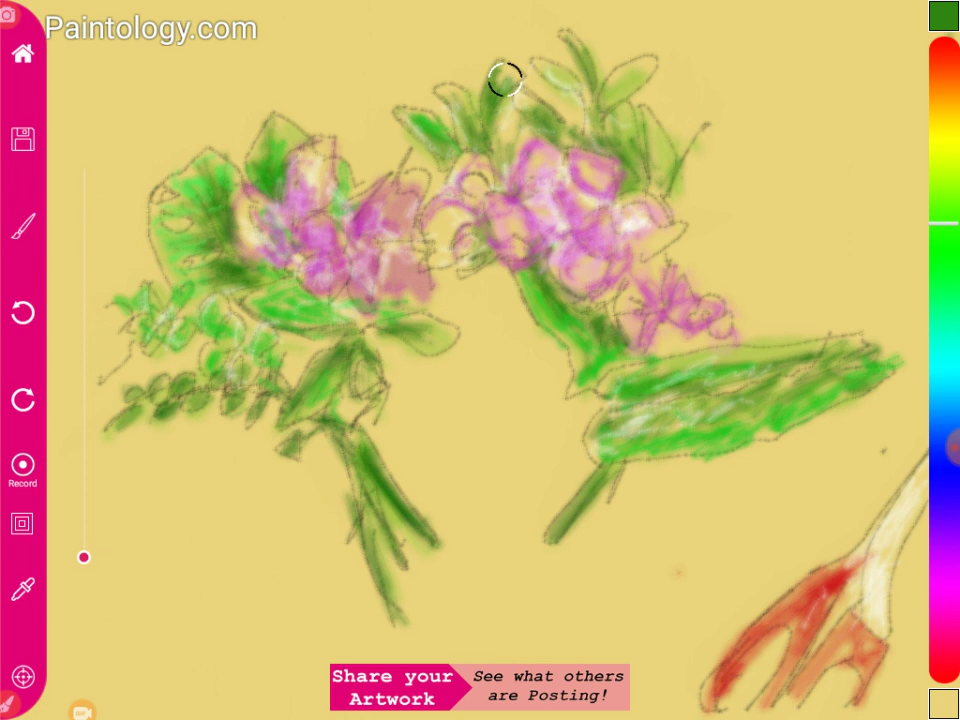 Paintology.com
Record
Share your
Artwork
See what others
are Posting!